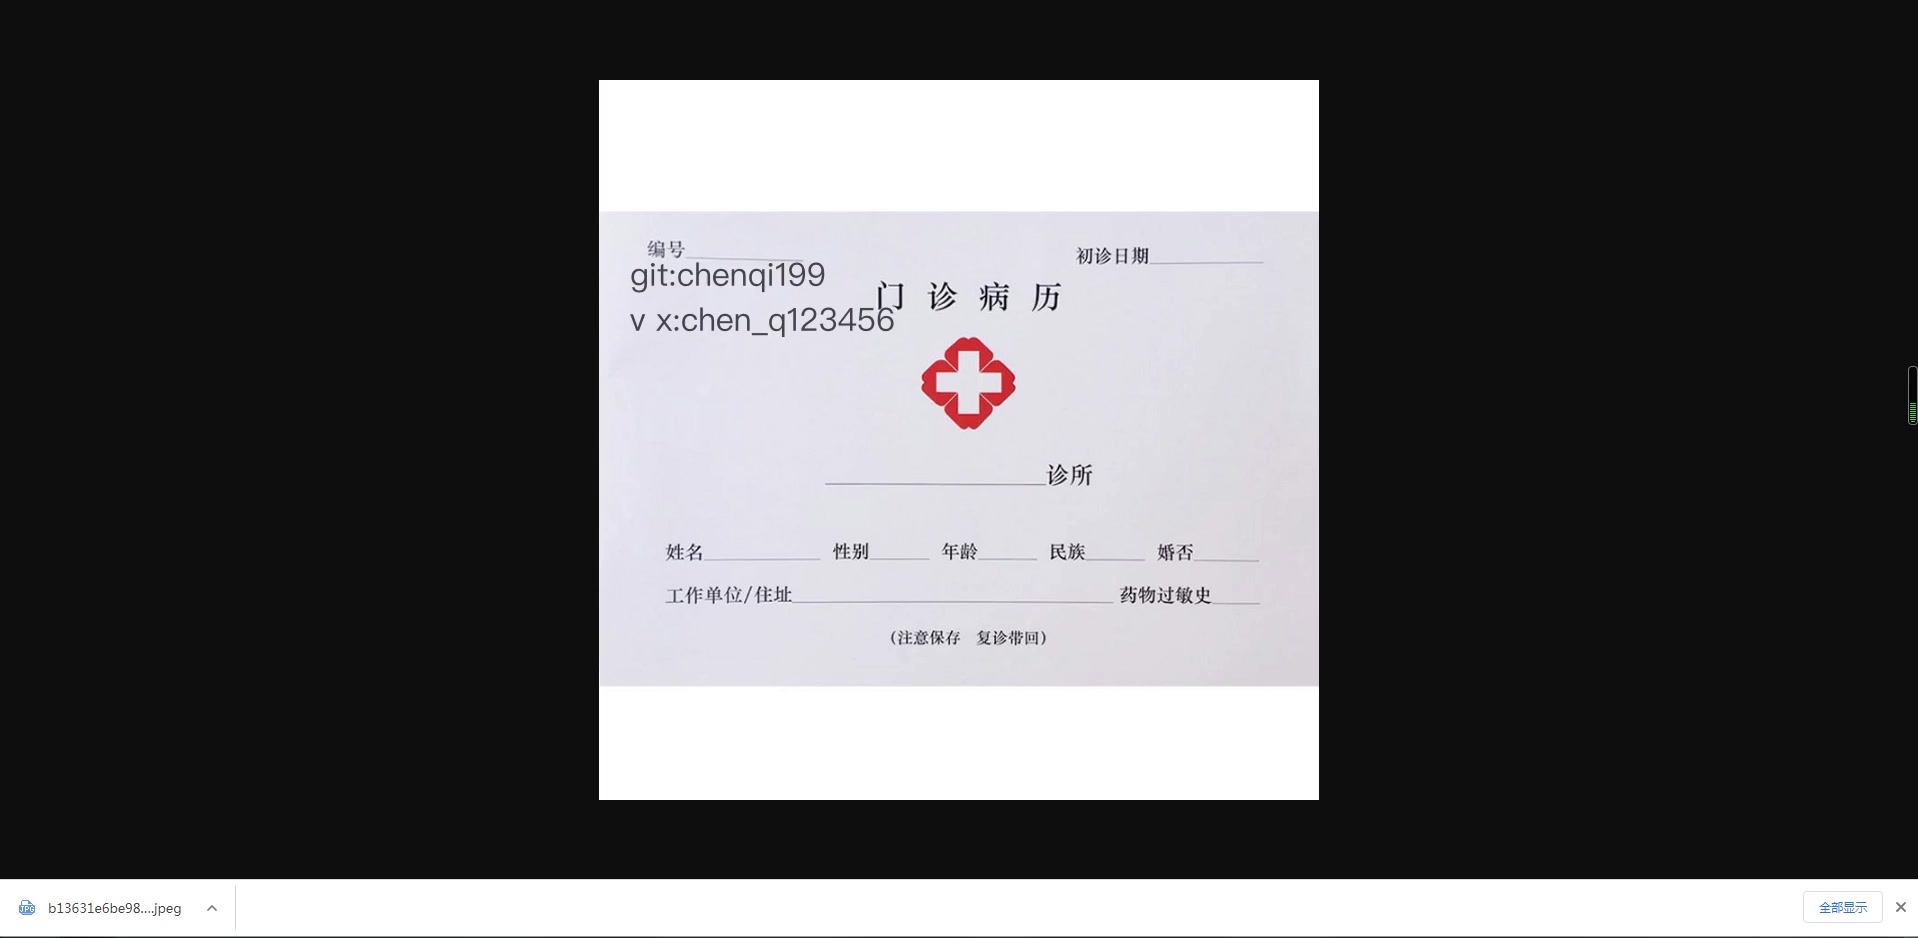 编号 初诊日期
git:chenqi199
门诊病历
v x:chen_q123456
诊所
姓名 性别 年龄 民族 婚否
工作单位/住址 药物过敏史
（注意保存 复诊带回）
b13631e6be98....jpeg 全部显示